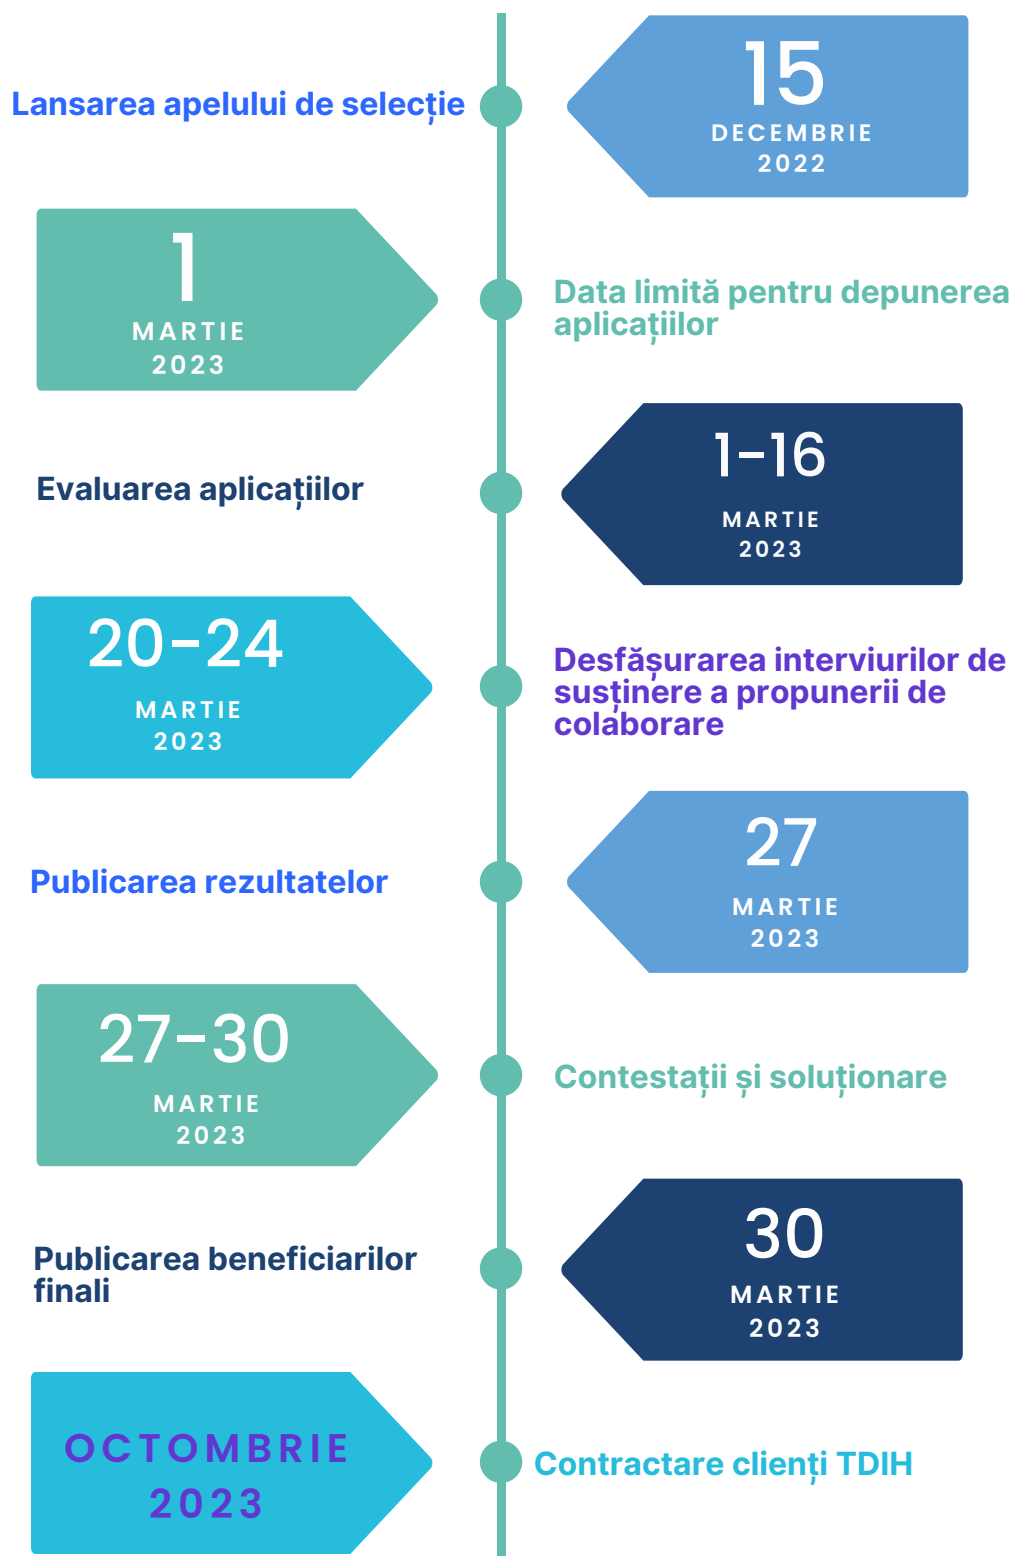 Lansarea apelului de selecție
15
DECEMBRIE
2022
1
MARTIE
2023
Data limită pentru depunerea
aplicațiilor
Evaluarea aplicațiilor
1-16
MARTIE
2023
20-24
MARTIE
2023
Desfășurarea interviurilor de
susținere a propunerii de
colaborare
Publicarea rezultatelor
27
MARTIE
2023
27-30
MARTIE
2023
Contestații și soluționare
Publicarea beneficiarilor
finali
30
MARTIE
2023
OCTOMBRIE
2023
Contractare clienți TDIH